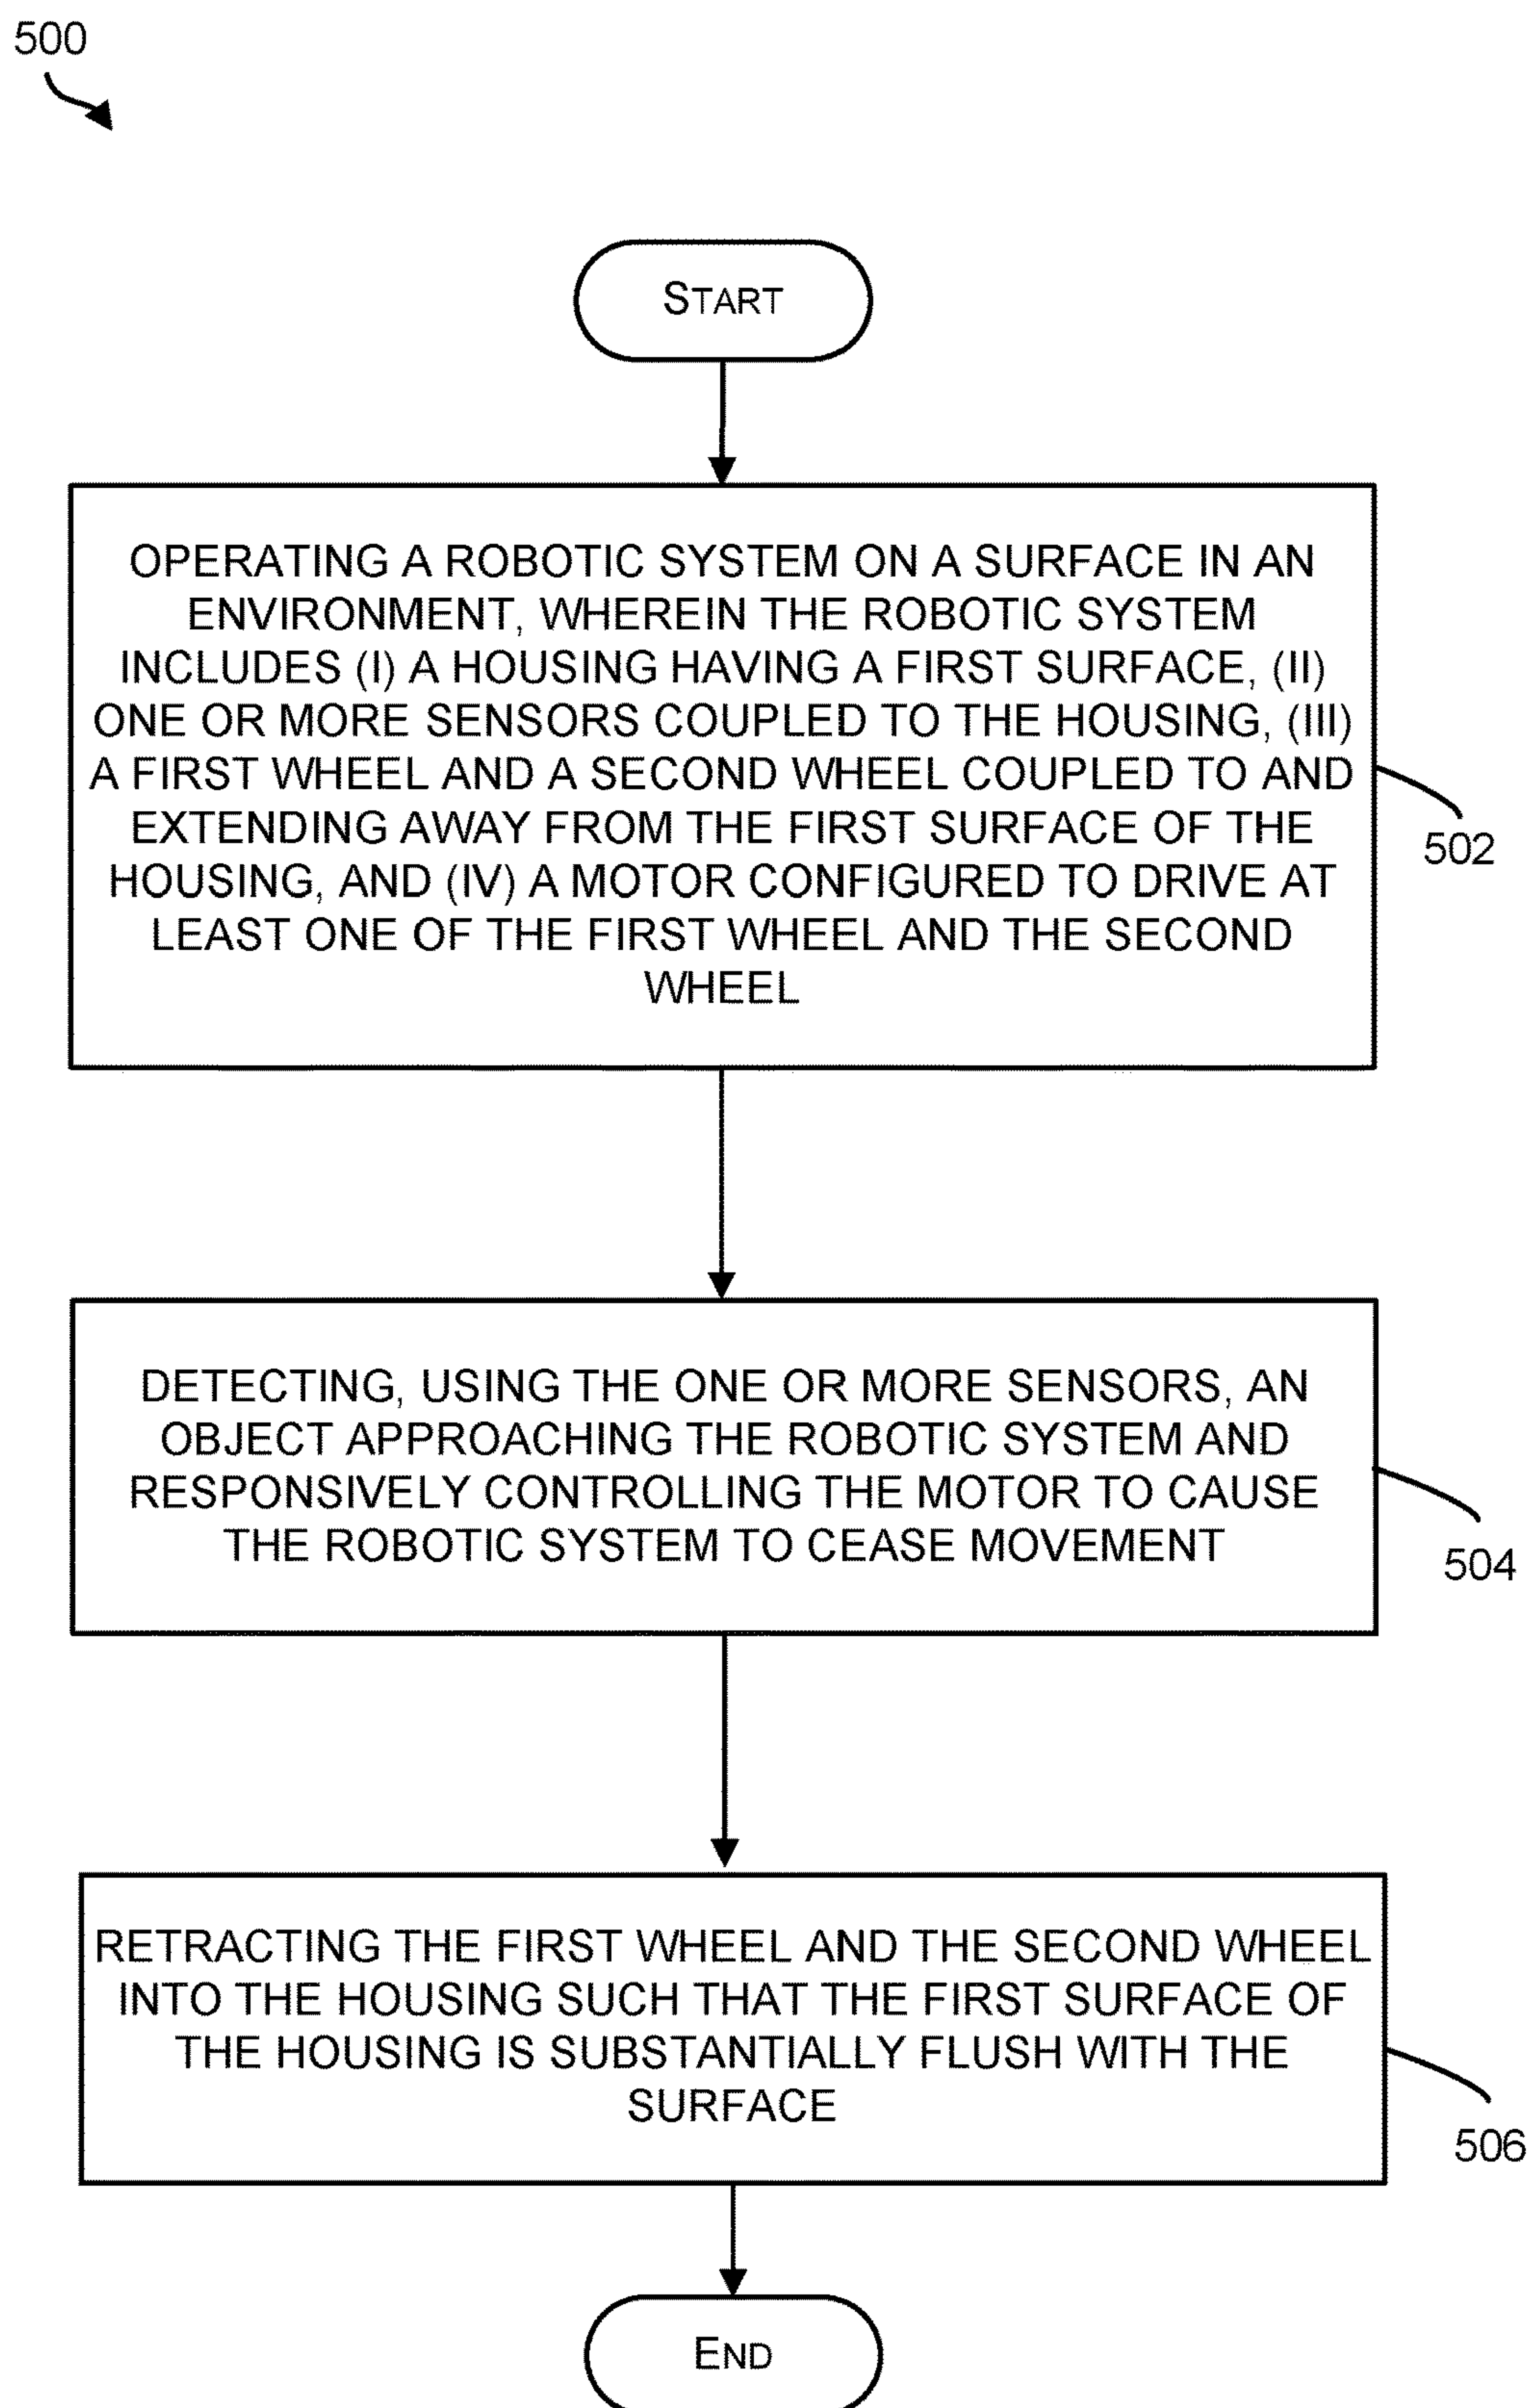 500
START
OPERATING A ROBOTIC SYSTEM ON A SURFACE IN AN
ENVIRONMENT, WHEREIN THE ROBOTIC SYSTEM
INCLUDES (I) A HOUSING HAVING A FIRST SURFACE, (II)
ONE OR MORE SENSORS COUPLED TO THE HOUSING, (III)
A FIRST WHEEL AND A SECOND WHEEL COUPLED TO AND
EXTENDING AWAY FROM THE FIRST SURFACE OF THE
HOUSING, AND (IV) A MOTOR CONFIGURED TO DRIVE AT
LEAST ONE OF THE FIRST WHEEL AND THE SECOND
WHEEL
502
DETECTING, USING THE ONE OR MORE SENSORS, AN
OBJECT APPROACHING THE ROBOTIC SYSTEM AND
RESPONSIVELY CONTROLLING THE MOTOR TO CAUSE
THE ROBOTIC SYSTEM TO CEASE MOVEMENT
504
RETRACTING THE FIRST WHEEL AND THE SECOND WHEEL
INTO THE HOUSING SUCH THAT THE FIRST SURFACE OF
THE HOUSING IS SUBSTANTIALLY FLUSH WITH THE
SURFACE
506
END